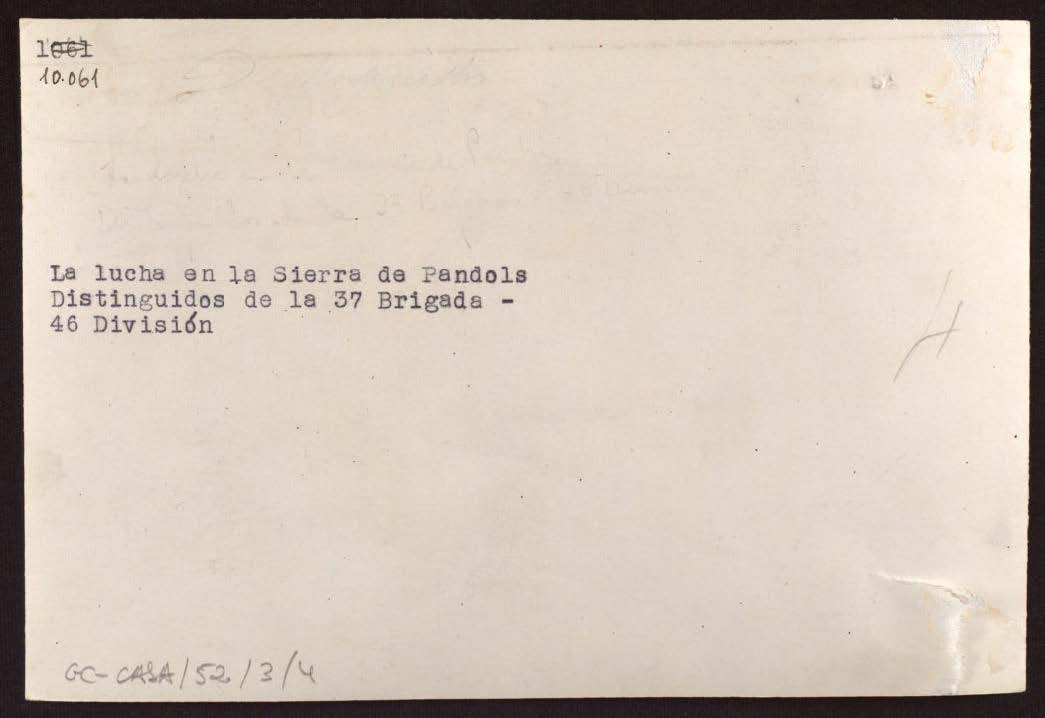 1061
10.061
La lucha en la Sierra de Pandols
Distinguidos de la 37 Brigada -
46 División
GC-CASA/52/3/4